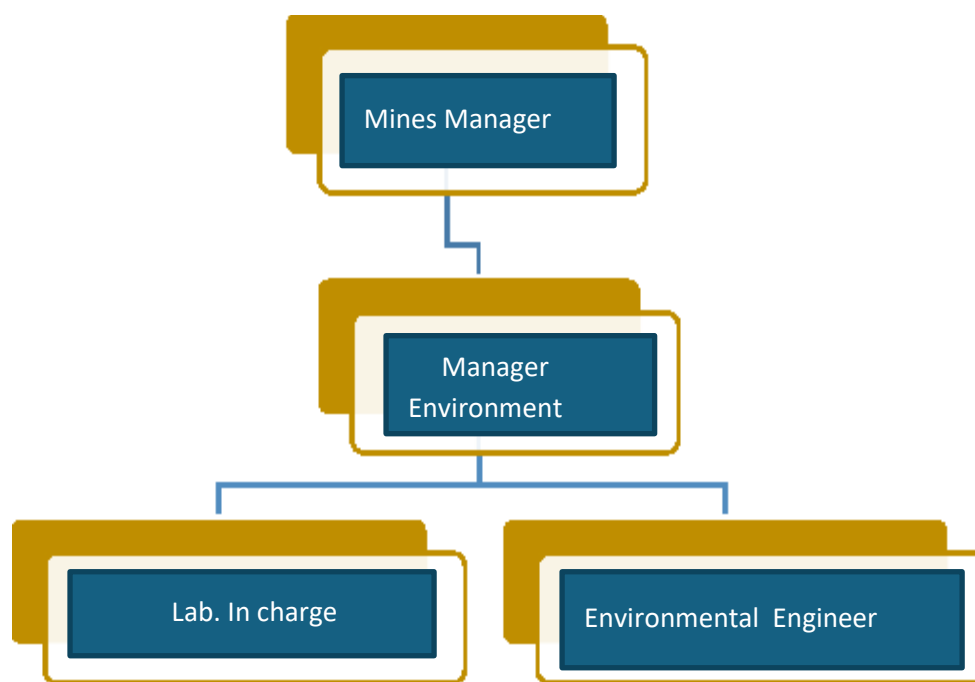 Mines Manager
Manager
Environment
Lab. In charge
Environmental Engineer